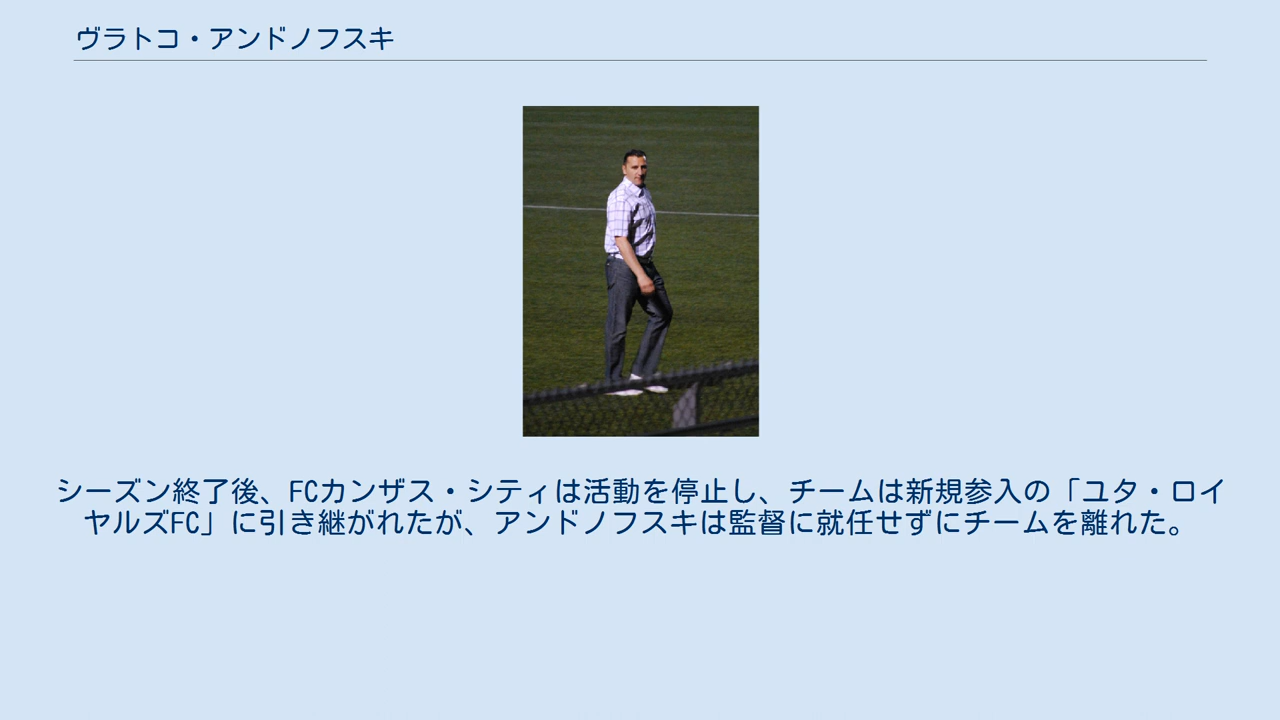 ヴラトコ・アンドノフスキ
シーズン終了後、FCカンザス・シティは活動を停止し、チームは新規参入の「ユタ・ロイ
ヤルズFC」に引き継がれたが、アンドノフスキは監督に就任せずにチームを離れた。